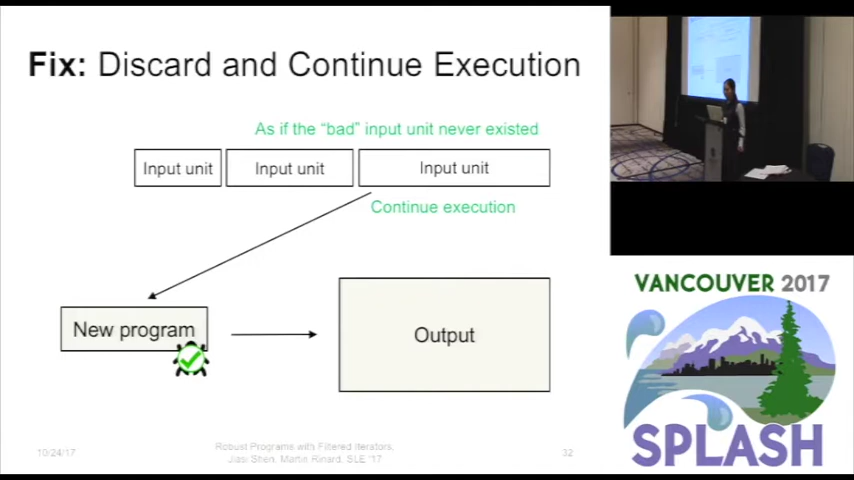 Fix: Discard and Continue Execution
As if the “bad” input unit never existed
Input unit
Input unit
Input unit
Continue execution
New program
Output
10/24/17
Robust Programs with Filtered Iterators,
Jiasi Shen, Martin Rinard, SLE '17
32
VANCOUVER 2017
SPLASH